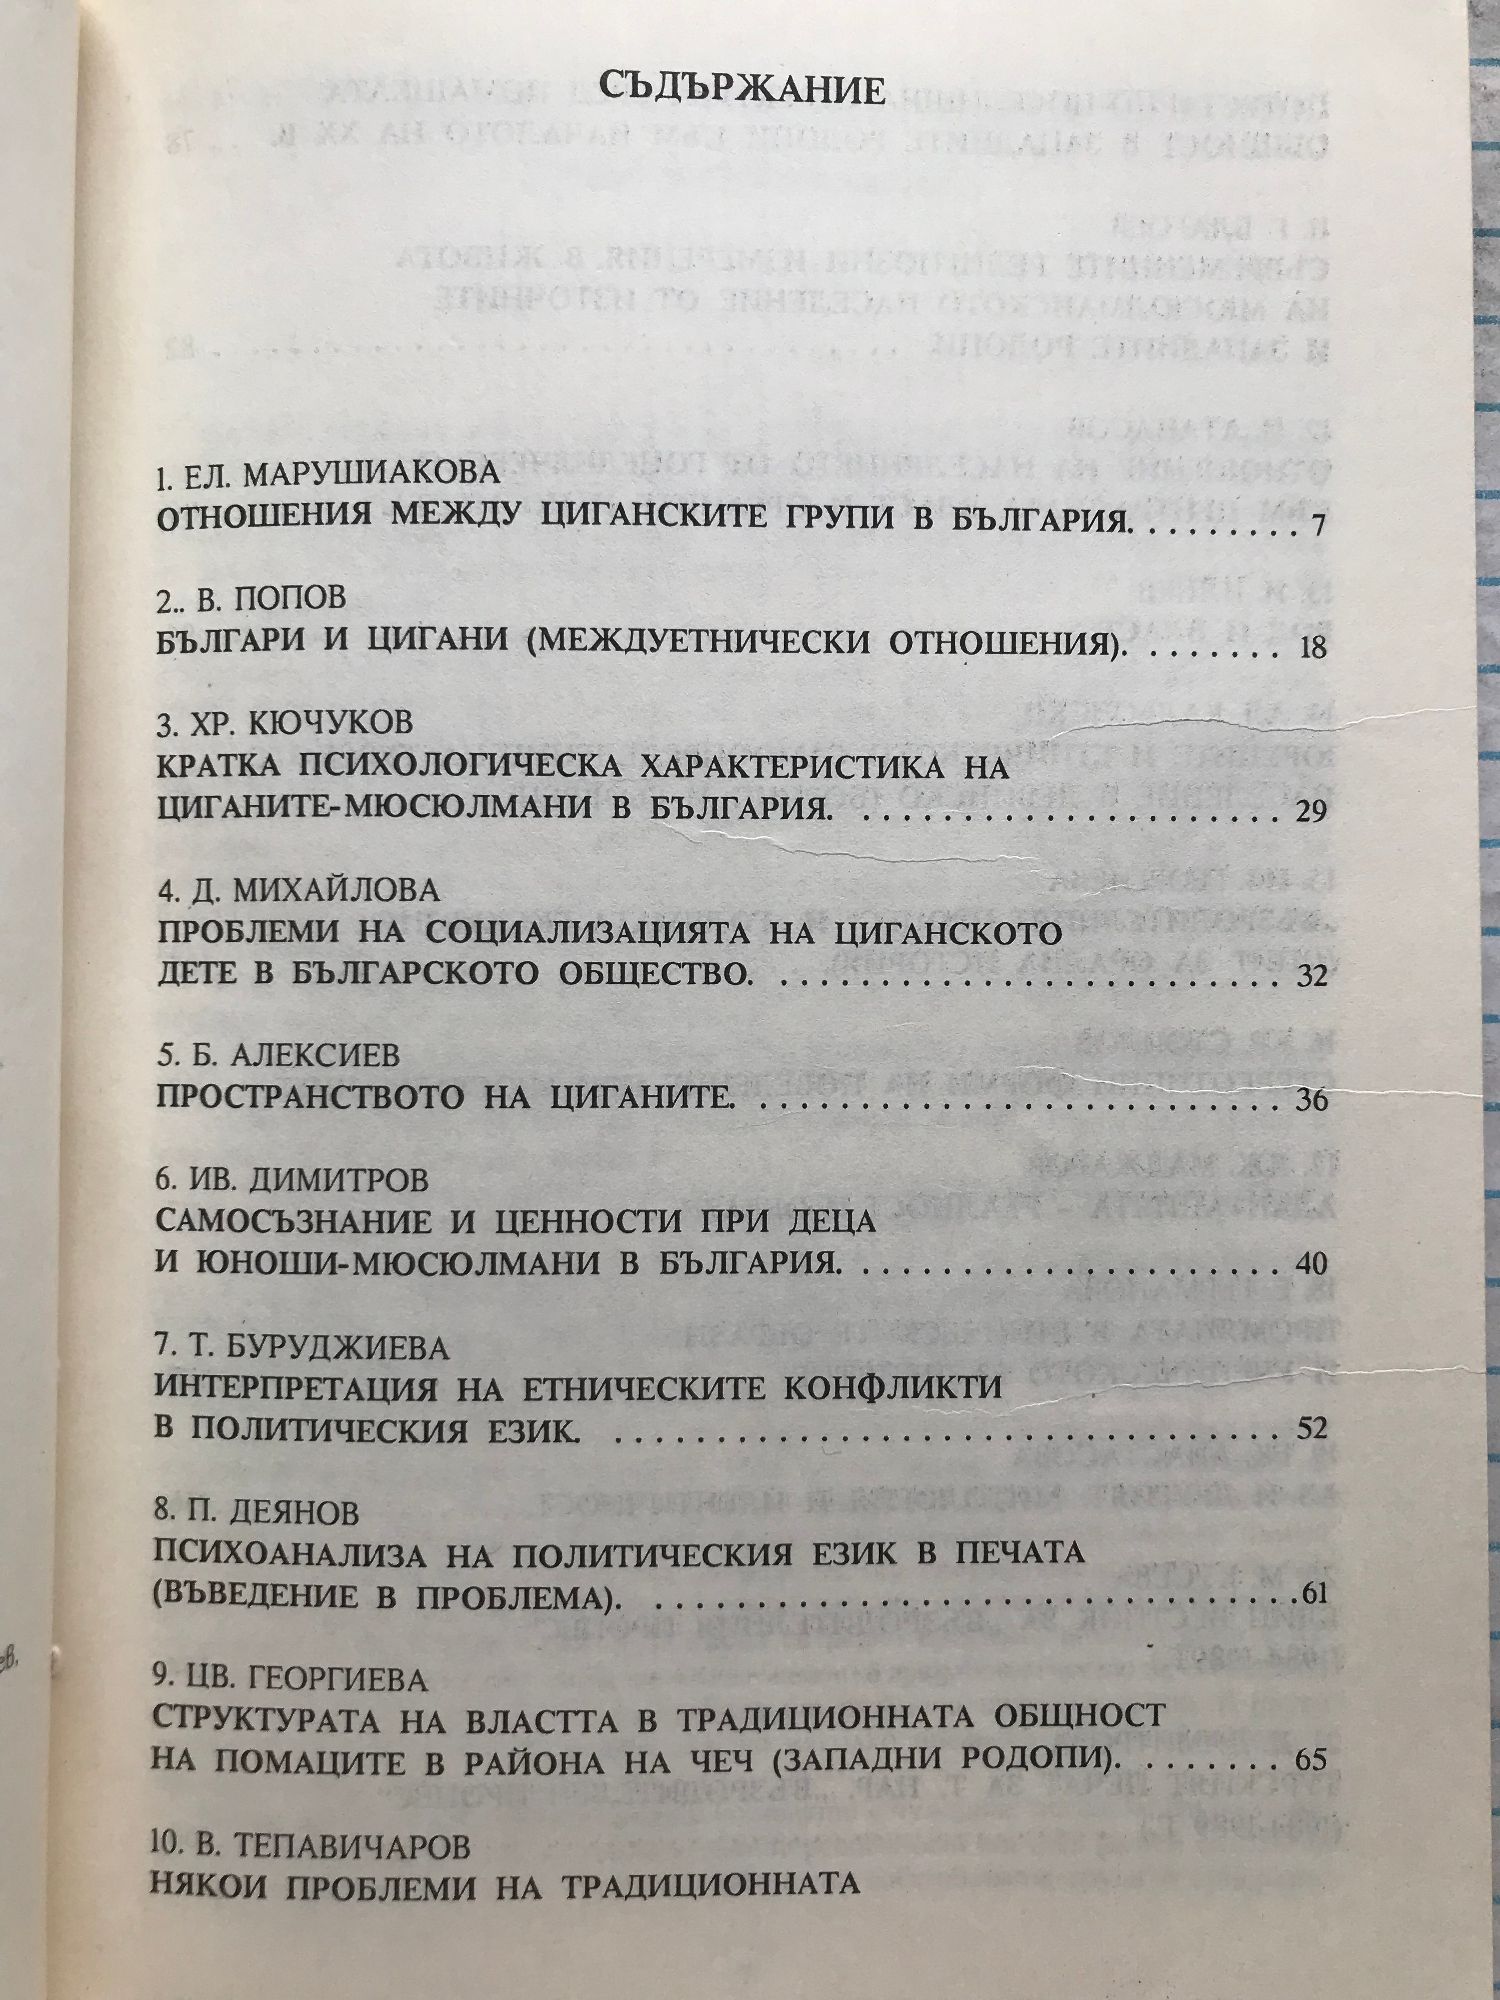 СЪДЪРЖАНИЕ
1. ЕЛ. МАРУШИАКОВА
ОТНОШЕНИЯ МЕЖДУ ЦИГАНСКИТЕ ГРУПИ В БЪЛГАРИЯ. . . . . . . . . 7
2.. В. ПОПОВ
БЪЛГАРИ И ЦИГАНИ (МЕЖДУЕТНИЧЕСКИ ОТНОШЕНИЯ). . . . . . . . 18
3. ХР. КЮЧУКОВ
КРАТКА ПСИХОЛОГИЧЕСКА ХАРАКТЕРИСТИКА НА
ЦИГАНИТЕ-МЮСЮЛМАНИ В БЪЛГАРИЯ. . . . . . . . . . . . . . . . . . . . . . . 29
4. Д. МИХАЙЛОВА
ПРОБЛЕМИ НА СОЦИАЛИЗАЦИЯТА НА ЦИГАНСКОТО
ДЕТЕ В БЪЛГАРСКОТО ОБЩЕСТВО. . . . . . . . . . . . . . . . . . . . . . . . . . 32
5. Б. АЛЕКСИЕВ
ПРОСТРАНСТВОТО НА ЦИГАНИТЕ. . . . . . . . . . . . . . . . . . . . . . . . . . . 36
6. ИВ. ДИМИТРОВ
САМОСЪЗНАНИЕ И ЦЕННОСТИ ПРИ ДЕЦА
И ЮНОШИ-МЮСЮЛМАНИ В БЪЛГАРИЯ. . . . . . . . . . . . . . . . . . . . . . . 40
7. Т. БУРУДЖИЕВА
ИНТЕРПРЕТАЦИЯ НА ЕТНИЧЕСКИТЕ КОНФЛИКТИ
В ПОЛИТИЧЕСКИЯ ЕЗИК. . . . . . . . . . . . . . . . . . . . . . . . . . . . . . . . . . 52
8. П. ДЕЯНОВ
ПСИХОАНАЛИЗА НА ПОЛИТИЧЕСКИЯ ЕЗИК В ПЕЧАТА
(ВЪВЕДЕНИЕ В ПРОБЛЕМА). . . . . . . . . . . . . . . . . . . . . . . . . . . . . . . . .61
9. ЦВ. ГЕОРГИЕВА
СТРУКТУРАТА НА ВЛАСТТА В ТРАДИЦИОННАТА ОБЩНОСТ
НА ПОМАЦИТЕ В РАЙОНА НА ЧЕЧ (ЗАПАДНИ РОДОПИ). . . . . . . . 65
10. В. ТЕПАВИЧАРОВ
НЯКОИ ПРОБЛЕМИ НА ТРАДИЦИОННАТА